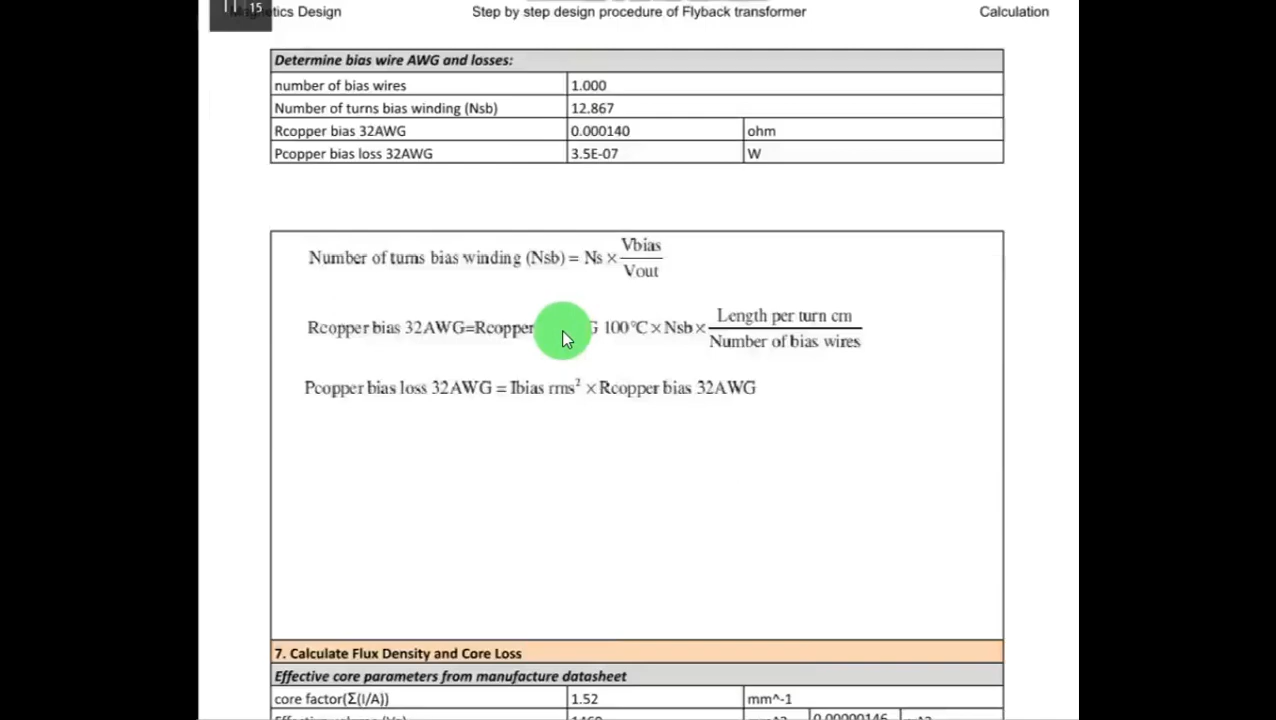 11 15
Magnetics Design Step by step design procedure of Flyback transformer Calculation
Determine bias wire AWG and losses:
number of bias wires 1.000
Number of turns bias winding (Nsb) 12.867
Rcopper bias 32AWG 0.000140 ohm
Pcopper bias loss 32AWG 3.5E-07 W
Number of turns bias winding (Nsb) = Ns × Vbias
Vout
Rcopper bias 32AWG=Rcopper G 100°C × Nsb × Length per turn cm
Number of bias wires
Pcopper bias loss 32AWG = Ibias rms² × Rcopper bias 32AWG
7. Calculate Flux Density and Core Loss
Effective core parameters from manufacture datasheet
core factor(Σ(I/A)) 1.52 mm^-1
0.00000146